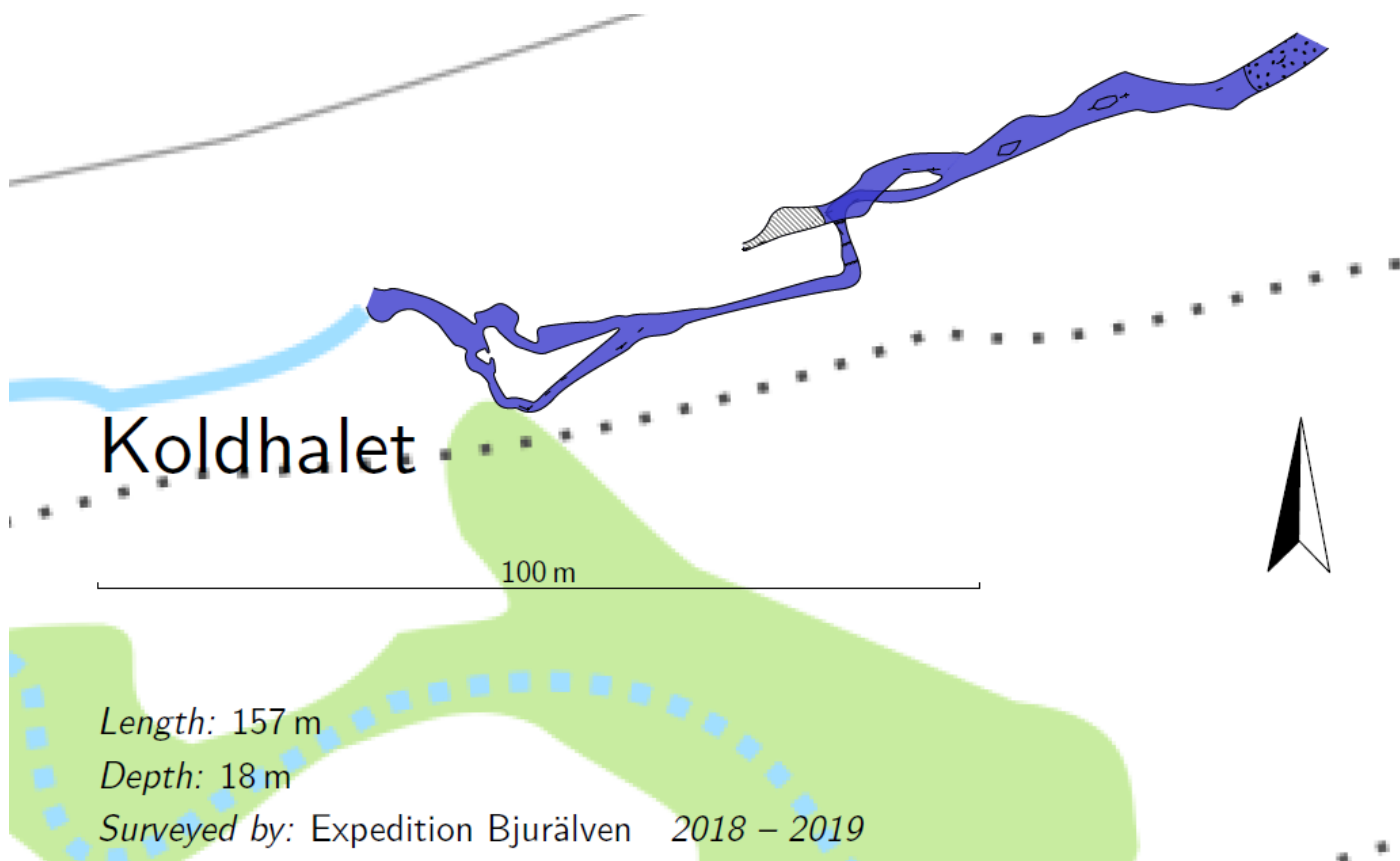 Koldhalet
100 m
Length: 157 m
Depth: 18 m
Surveyed by: Expedition Bjurälven 2018 – 2019